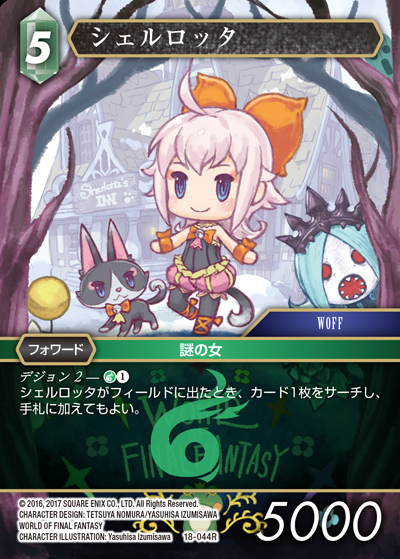 5
シェルロッタ
Sherlotta's
INN
WOFF
フォワード
謎の女
デジョン 2 ― 1
シェルロッタがフィールドに出たとき、カード1枚をサーチし、
手札に加えてもよい。
WORLD
OF
FINAL FANTASY
© 2016, 2017 SQUARE ENIX CO., LTD. All Rights Reserved.
CHARACTER DESIGN: TETSUYA NOMURA/YASUHISA IZUMISAWA
WORLD OF FINAL FANTASY
CHARACTER ILLUSTRATION: Yasuhisa Izumisawa
18-044R
5000